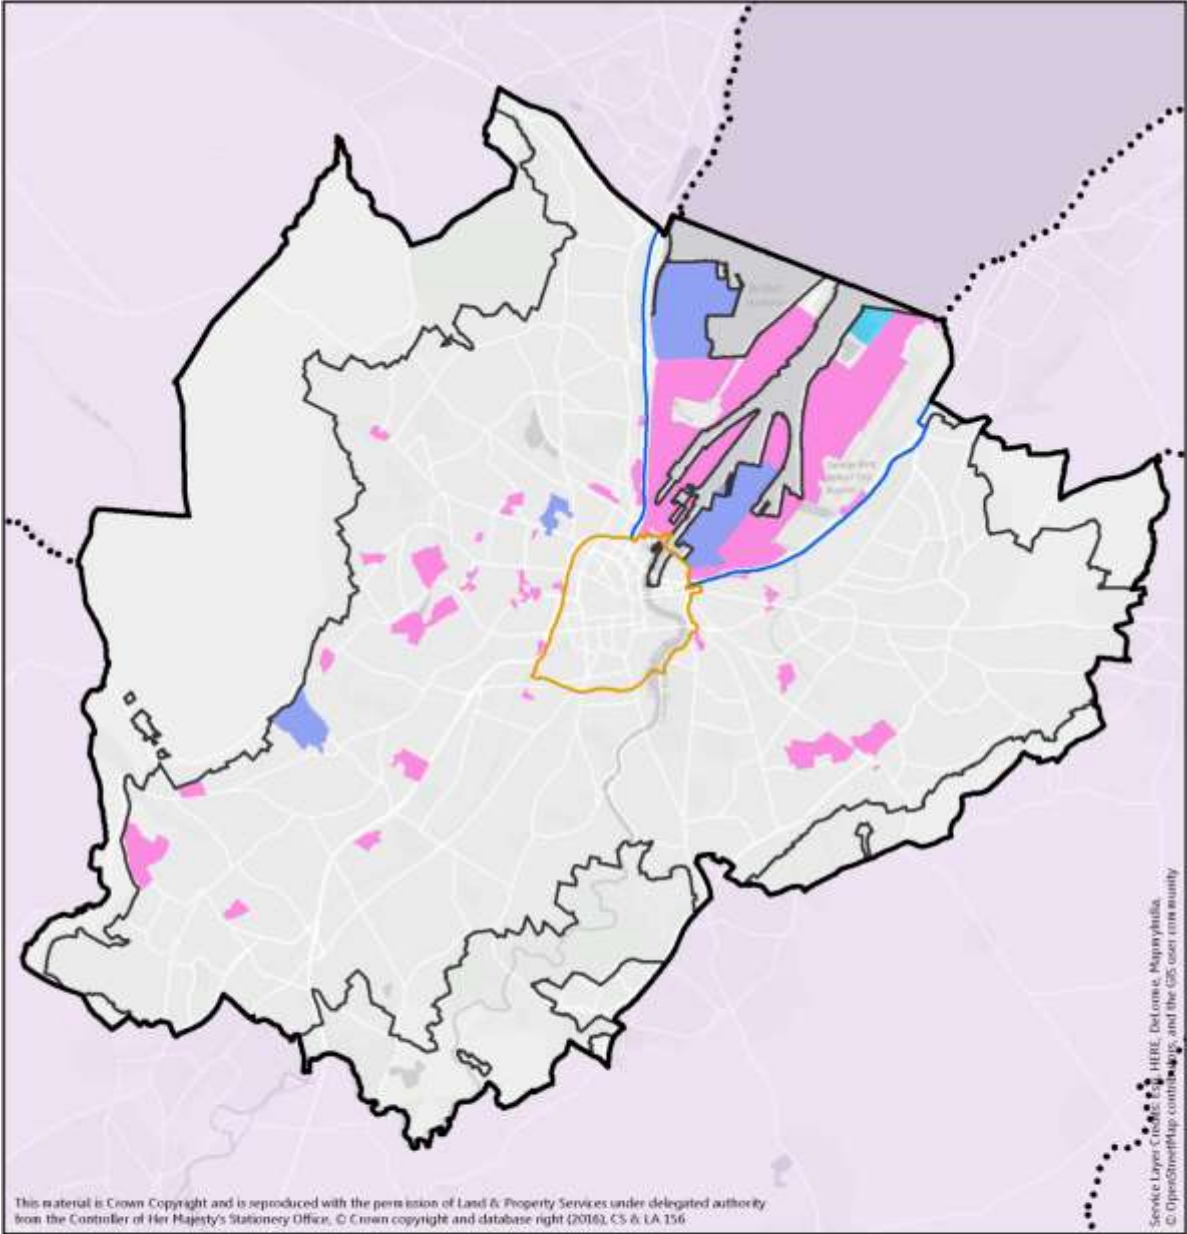 This material is Crown Copyright and is reproduced with the permission of Land & Property Services under delegated authority
from the Controller of Her Majesty's Stationery Office, © Crown copyright and database right (2016), CS & LA 156
Service Layer Credits: Esri, HERE, DeLorme, MapmyIndia,
© OpenStreetMap contributors, and the GIS user community